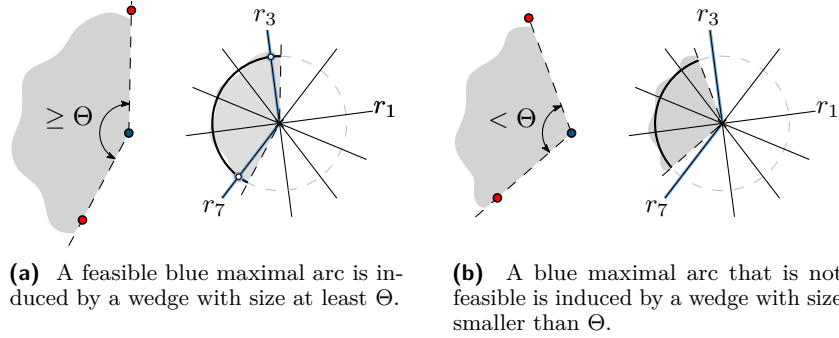 r3
r3
≥ Θ
r1
< Θ
r1
r7
r7
(a) A feasible blue maximal arc is in-
duced by a wedge with size at least Θ.
(b) A blue maximal arc that is not
feasible is induced by a wedge with size
smaller than Θ.